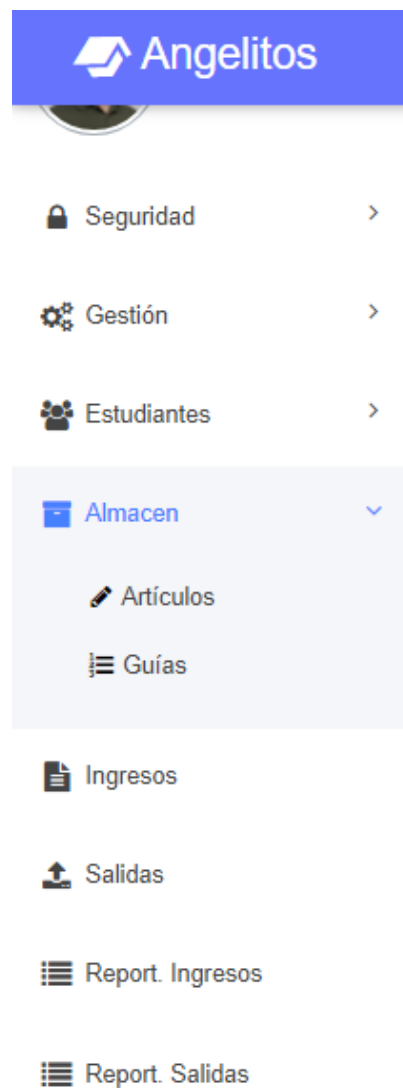 Angelitos
Seguridad
Gestión
Estudiantes
Almacen
Artículos
Guías
Ingresos
Salidas
Report. Ingresos
Report. Salidas